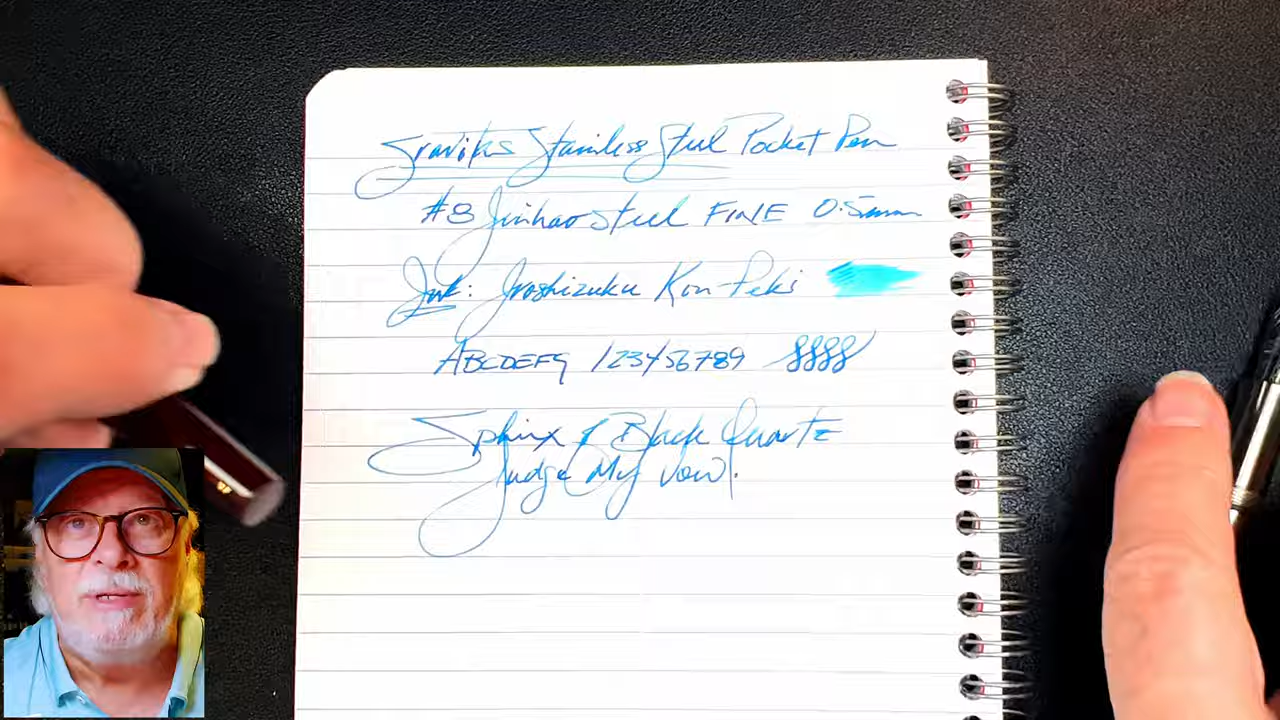 Gravitas Stainless Steel Pocket Pen
#8 Jinhao Steel FINE 0.5mm
Ink: Iroshizuku Kon-Peki
ABCDEFG 123456789 8888
Sphinx of Black Quartz
Judge My Vow.